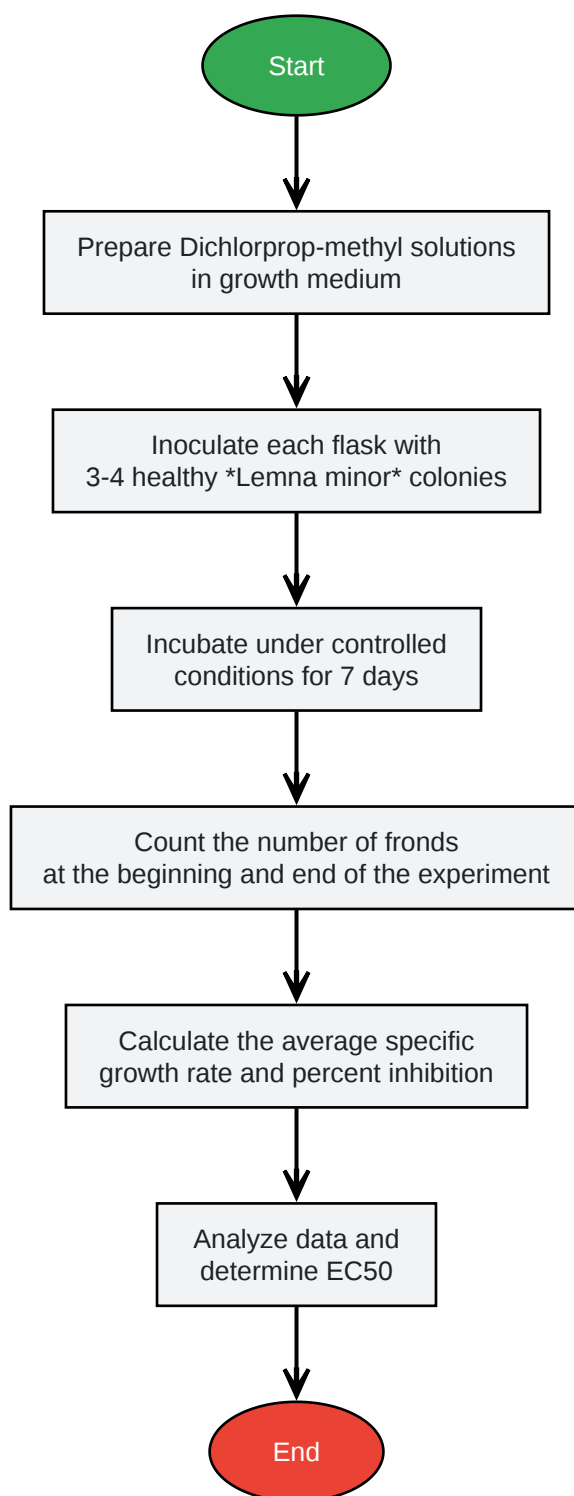 Start
Prepare Dichlorprop-methyl solutions
in growth medium
Inoculate each flask with
3-4 healthy *Lemna minor* colonies
Incubate under controlled
conditions for 7 days
Count the number of fronds
at the beginning and end of the experiment
Calculate the average specific
growth rate and percent inhibition
Analyze data and
determine EC50
End